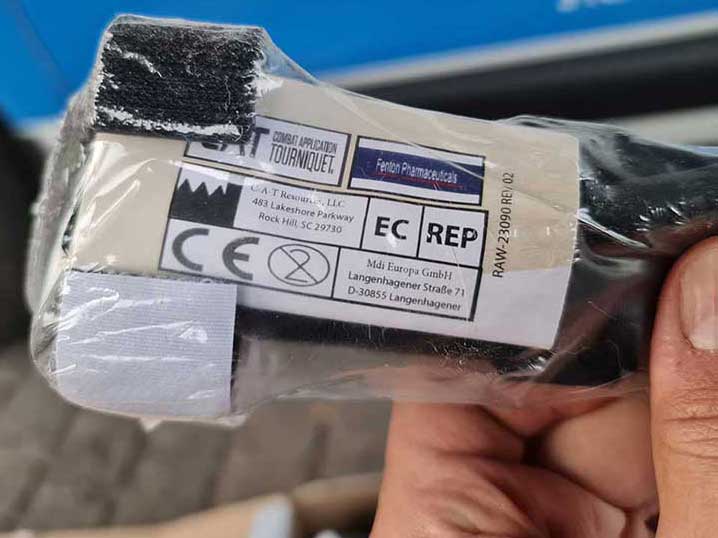 CAT
COMBAT APPLICATION
TOURNIQUET.
Fenton Pharmaceuticals
C·A·T Resources, LLC
483 Lakeshore Parkway
Rock Hill, SC 29730
EC REP
CE
2
Mdi Europa GmbH
Langenhagener Straße 71
D-30855 Langenhagener
RAW-23090 REV 02